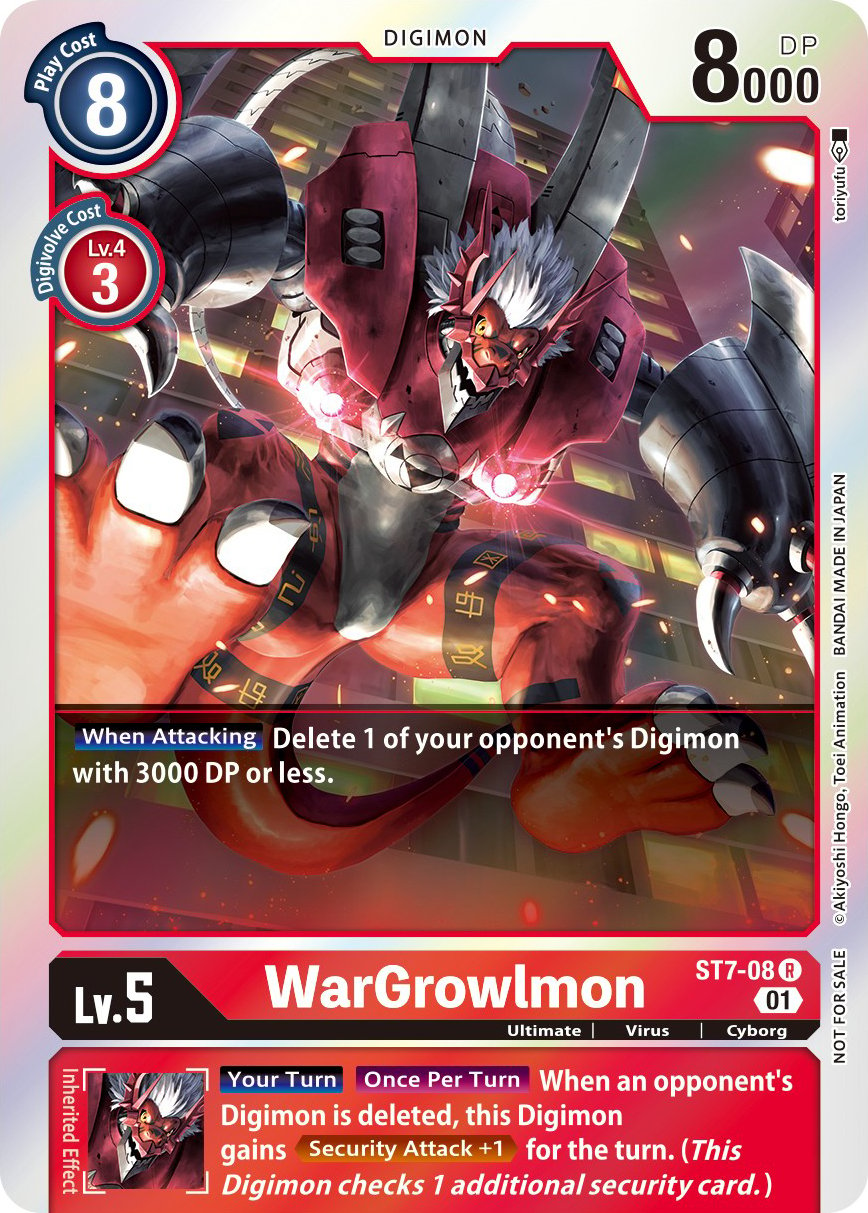 DIGIMON
Play Cost
8
DP
8000
Digivolve Cost
Lv.4
3
toriyufu
When Attacking Delete 1 of your opponent's Digimon
with 3000 DP or less.
©Akiyoshi Hongo, Toei Animation BANDAI MADE IN JAPAN
NOT FOR SALE
Lv.5
WarGrowlmon
ST7-08 R
01
Ultimate | Virus | Cyborg
Inherited Effect
Your Turn Once Per Turn When an opponent's
Digimon is deleted, this Digimon
gains Security Attack +1 for the turn. (This
Digimon checks 1 additional security card.)